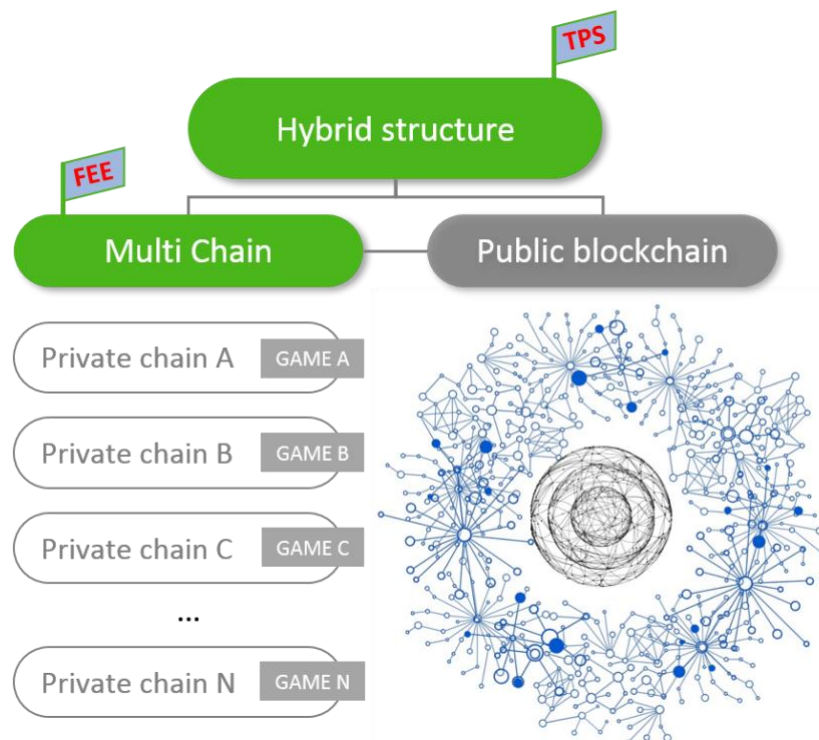 TPS
Hybrid structure
FEE
Multi Chain
Public blockchain
Private chain A
GAME A
Private chain B
GAME B
Private chain C
GAME C
...
Private chain N
GAME N